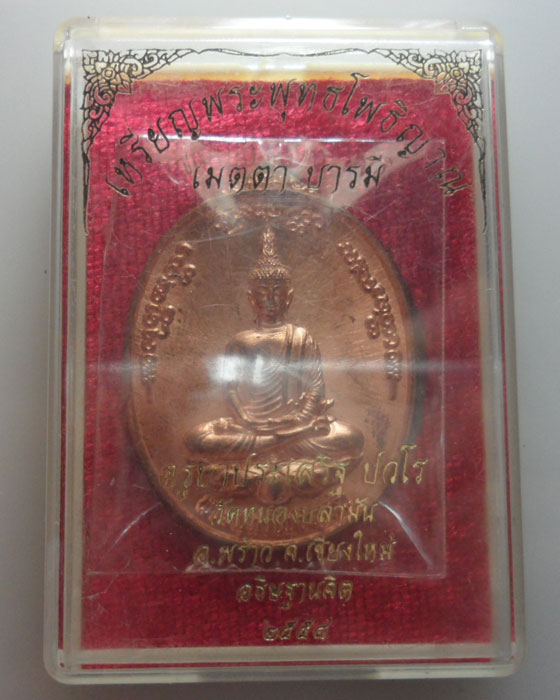 เหรียญพระพุทธโพธิญาณ
เมตตา บารมี
ครูบาประเสริฐ ปวโร
วัดหนองปลามัน
อ.พร้าว จ.เชียงใหม่
อธิษฐานจิต
๒๕๕๔